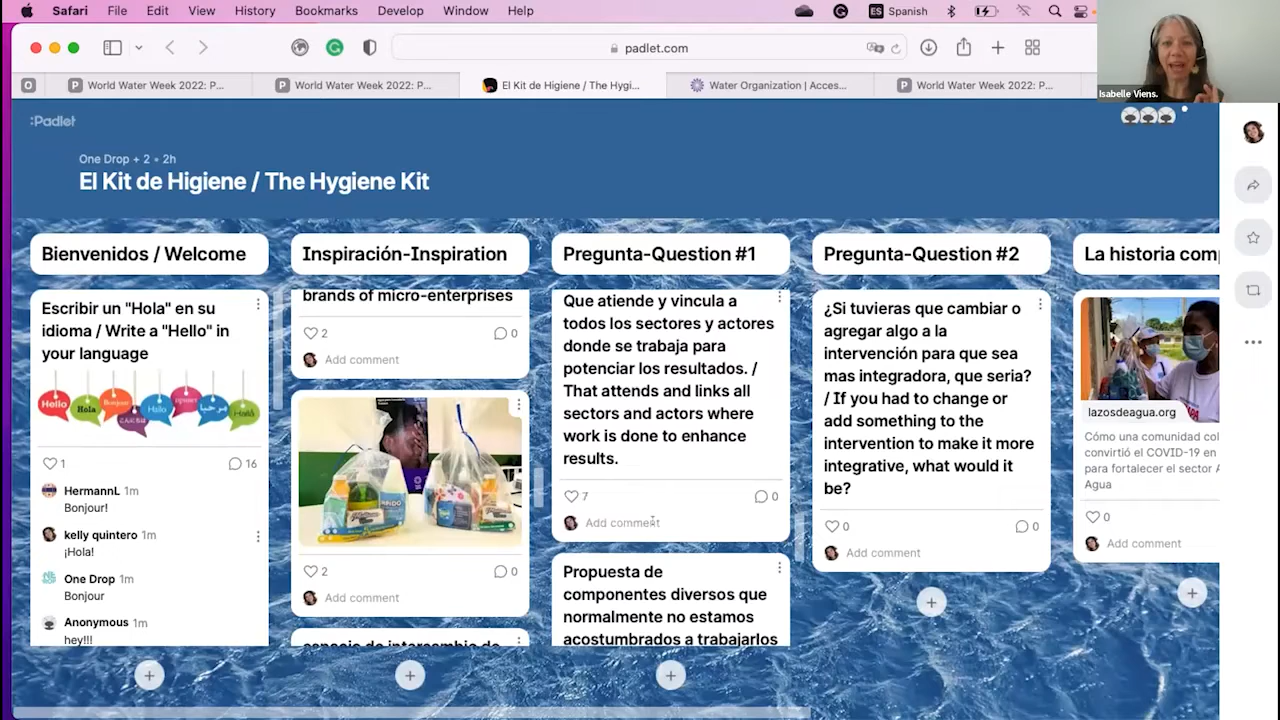 Safari File Edit View History Bookmarks Develop Window Help
ES Spanish
padlet.com
World Water Week 2022: P...
World Water Week 2022: P...
El Kit de Higiene / The Hygi...
Water Organization | Acces...
World Water Week 2022: P...
Isabelle Viens.
:Padlet
One Drop + 2 • 2h
El Kit de Higiene / The Hygiene Kit
Bienvenidos / Welcome
Escribir un "Hola" en su
idioma / Write a "Hello" in
your language
Hello
Hola
Bonjour
Hallo
1
16
HermannL 1m
Bonjour!
kelly quintero 1m
¡Hola!
One Drop 1m
Bonjour
Anonymous 1m
hey!!!
Inspiración-Inspiration
brands of micro-enterprises
2
0
Add comment
2
0
Add comment
espacio de intercambio de
Pregunta-Question #1
Que atiende y vincula a
todos los sectores y actores
donde se trabaja para
potenciar los resultados. /
That attends and links all
sectors and actors where
work is done to enhance
results.
7
0
Add comment
Propuesta de
componentes diversos que
normalmente no estamos
acostumbrados a trabajarlos
Pregunta-Question #2
¿Si tuvieras que cambiar o
agregar algo a la
intervención para que sea
mas integradora, que seria?
/ If you had to change or
add something to the
intervention to make it more
integrative, what would it
be?
0
0
Add comment
La historia com
lazosdeagua.org
Cómo una comunidad col
convirtió el COVID-19 en
para fortalecer el sector A
Agua
0
Add comment